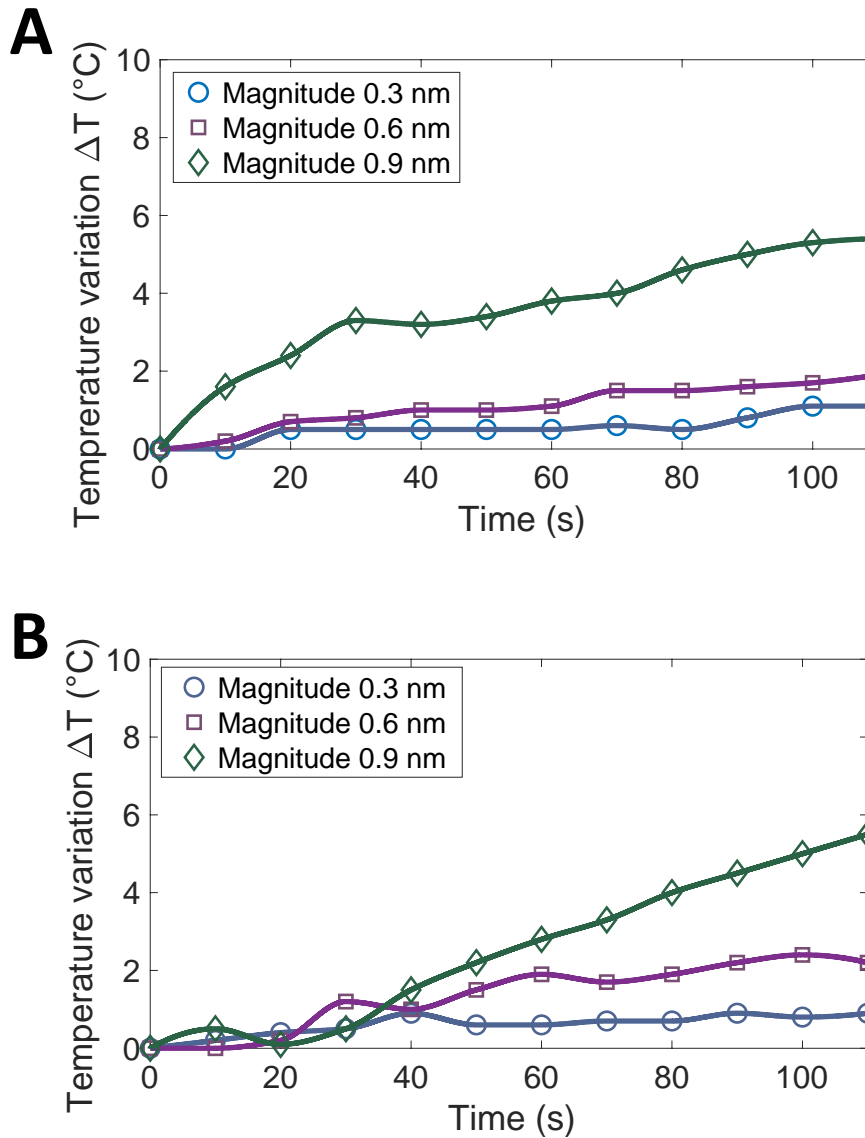 A
Temprerature variation ΔT (°C)
10
8
6
4
2
0
Magnitude 0.3 nm
Magnitude 0.6 nm
Magnitude 0.9 nm
0 20 40 60 80 100
Time (s)
B
Temperature variation ΔT (°C)
10
8
6
4
2
0
Magnitude 0.3 nm
Magnitude 0.6 nm
Magnitude 0.9 nm
0 20 40 60 80 100
Time (s)